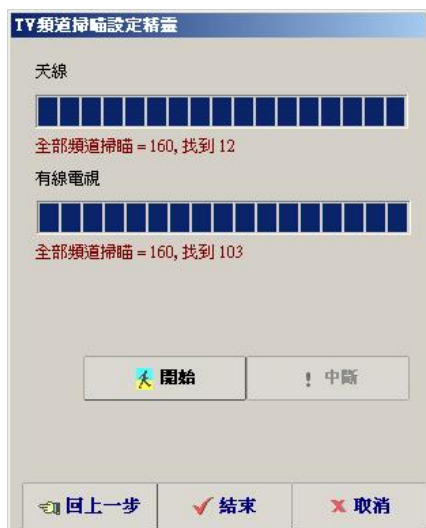 TV頻道掃瞄設定精靈
天線
全部頻道掃瞄 = 160, 找到 12
有線電視
全部頻道掃瞄 = 160, 找到 103
開始
! 中斷
回上一步
結束
取消